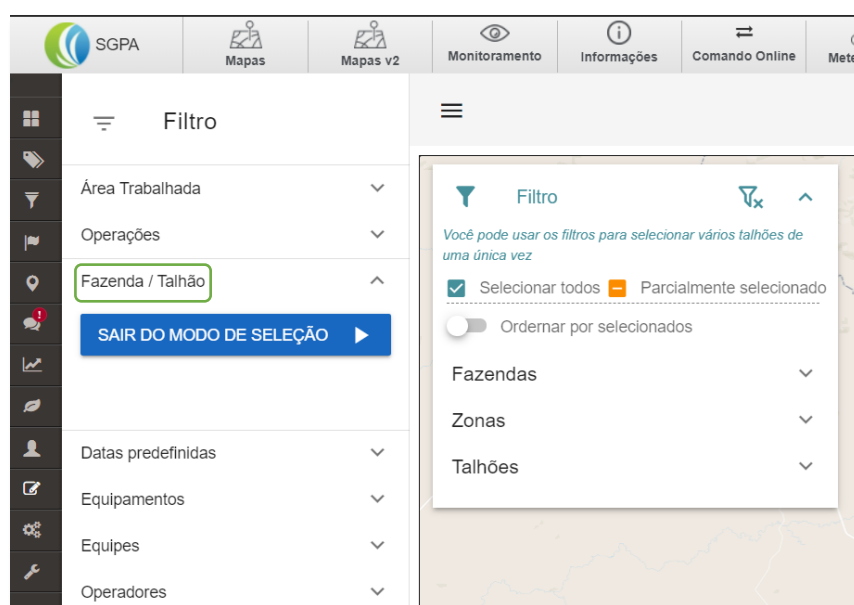 SGPA
Mapas
Mapas v2
Monitoramento
Informações
Comando Online
Filtro
Área Trabalhada
Operações
Fazenda / Talhão
SAIR DO MODO DE SELEÇÃO
Datas predefinidas
Equipamentos
Equipes
Operadores
Filtro
Você pode usar os filtros para selecionar vários talhões de
uma única vez
Selecionar todos Parcialmente selecionado
Ordernar por selecionados
Fazendas
Zonas
Talhões